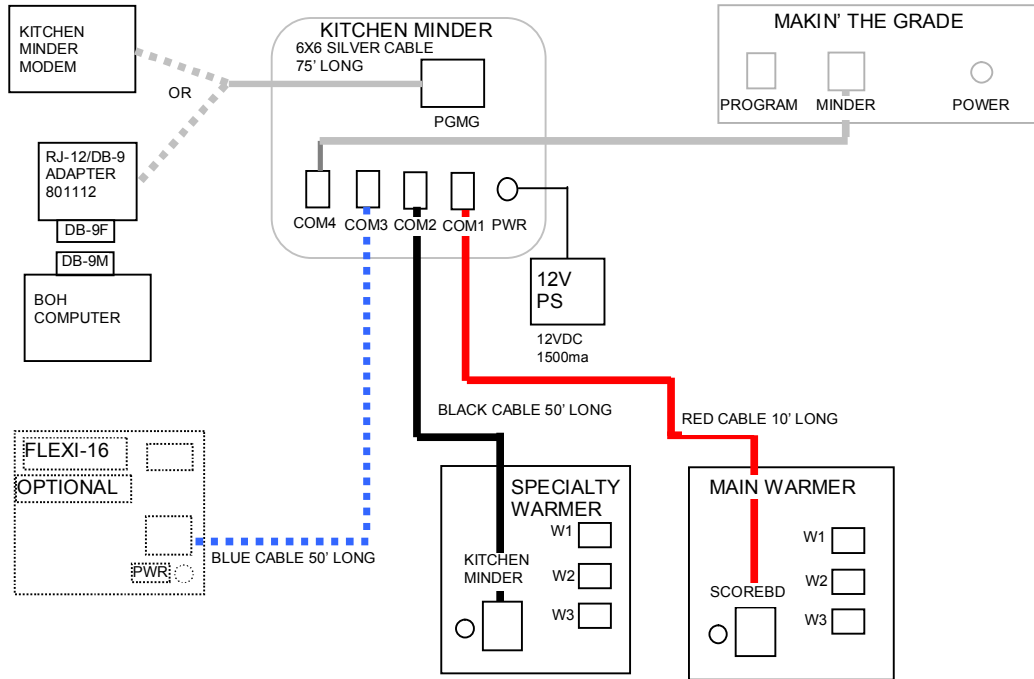 KITCHEN
MINDER
MODEM
OR
RJ-12/DB-9
ADAPTER
801112
DB-9F
DB-9M
BOH
COMPUTER
KITCHEN MINDER
6X6 SILVER CABLE
75' LONG
PGMG
COM4
COM3
COM2
COM1
PWR
MAKIN' THE GRADE
PROGRAM
MINDER
POWER
12V
PS
12VDC
1500ma
BLACK CABLE 50' LONG
RED CABLE 10' LONG
FLEXI-16
OPTIONAL
PWR
BLUE CABLE 50' LONG
SPECIALTY
WARMER
W1
KITCHEN
MINDER
W2
W3
MAIN WARMER
W1
W2
SCOREBD
W3